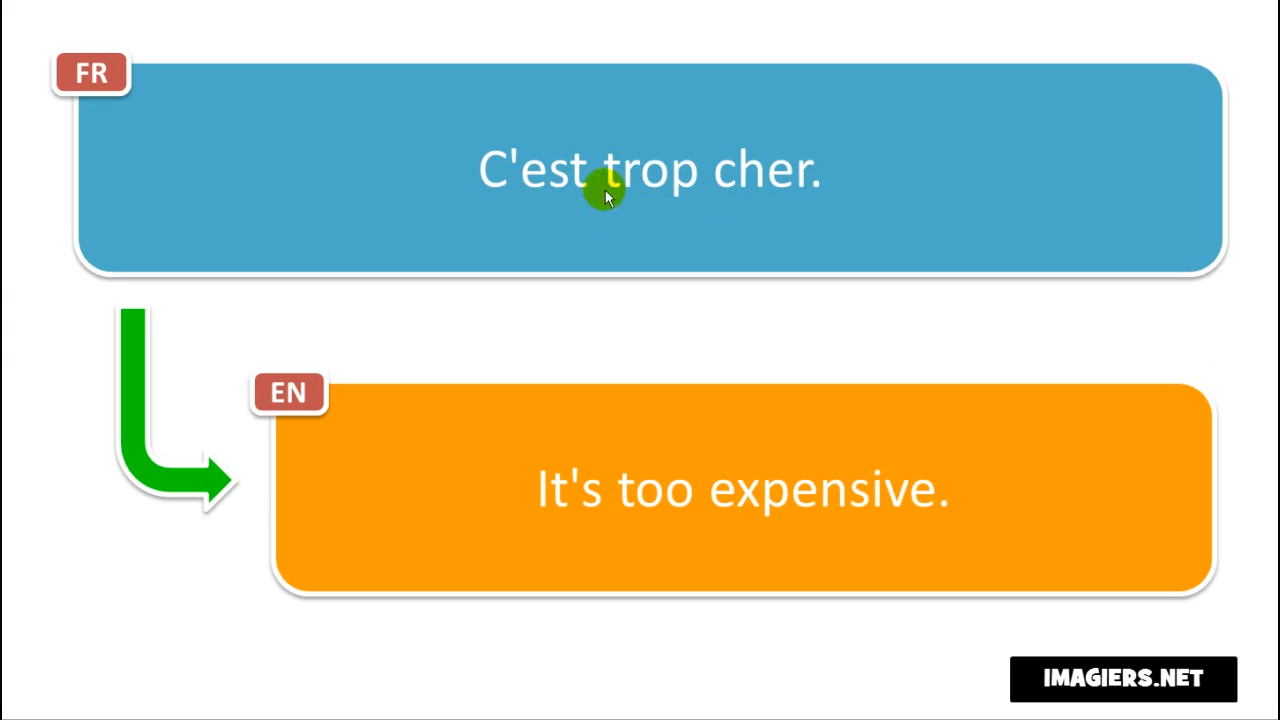 FR
C'est trop cher.
EN
It's too expensive.
IMAGIERS.NET